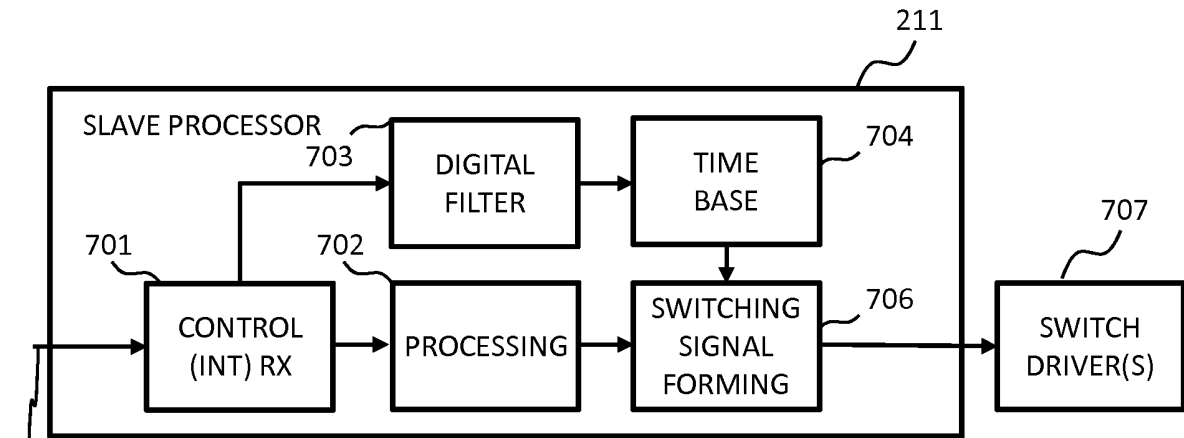 211
SLAVE PROCESSOR
703
DIGITAL
FILTER
TIME
BASE
704
707
701
CONTROL
(INT) RX
702
PROCESSING
SWITCHING
SIGNAL
FORMING
706
SWITCH
DRIVER(S)